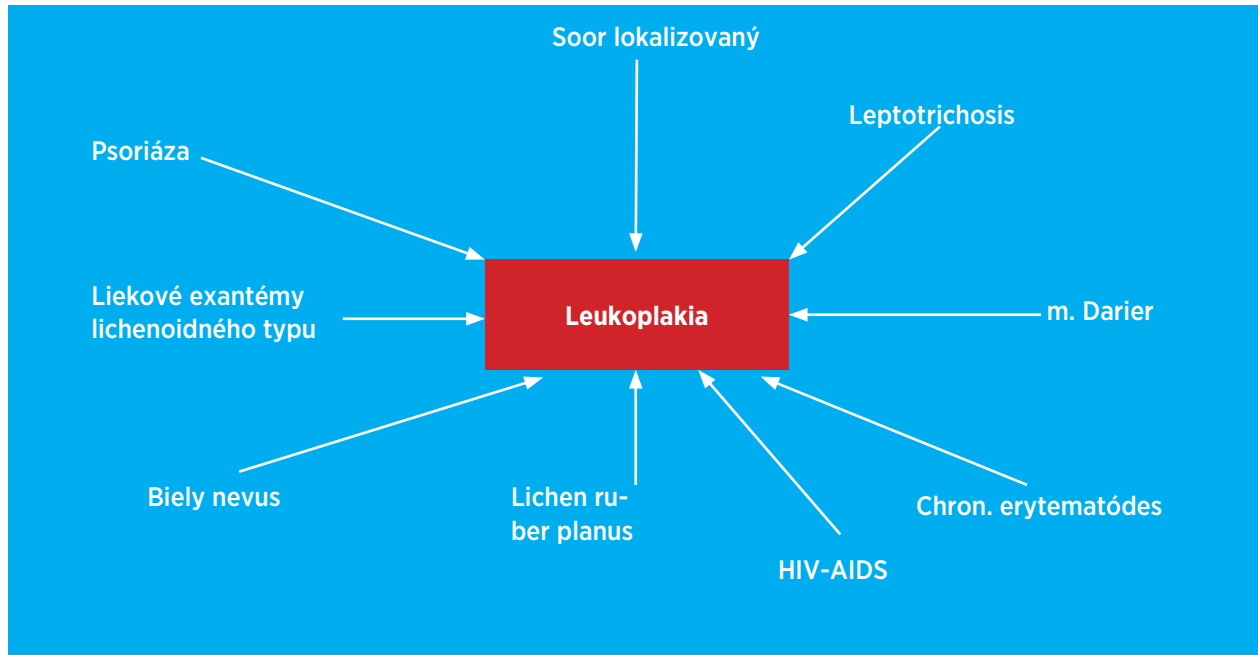 Soor lokalizovaný
Leptotrichosis
Psoriáza
Liekové exantémy
lichenoidného typu
Leukoplakia
m. Darier
Biely nevus
Lichen ru-
ber planus
Chron. erytematódes
HIV-AIDS